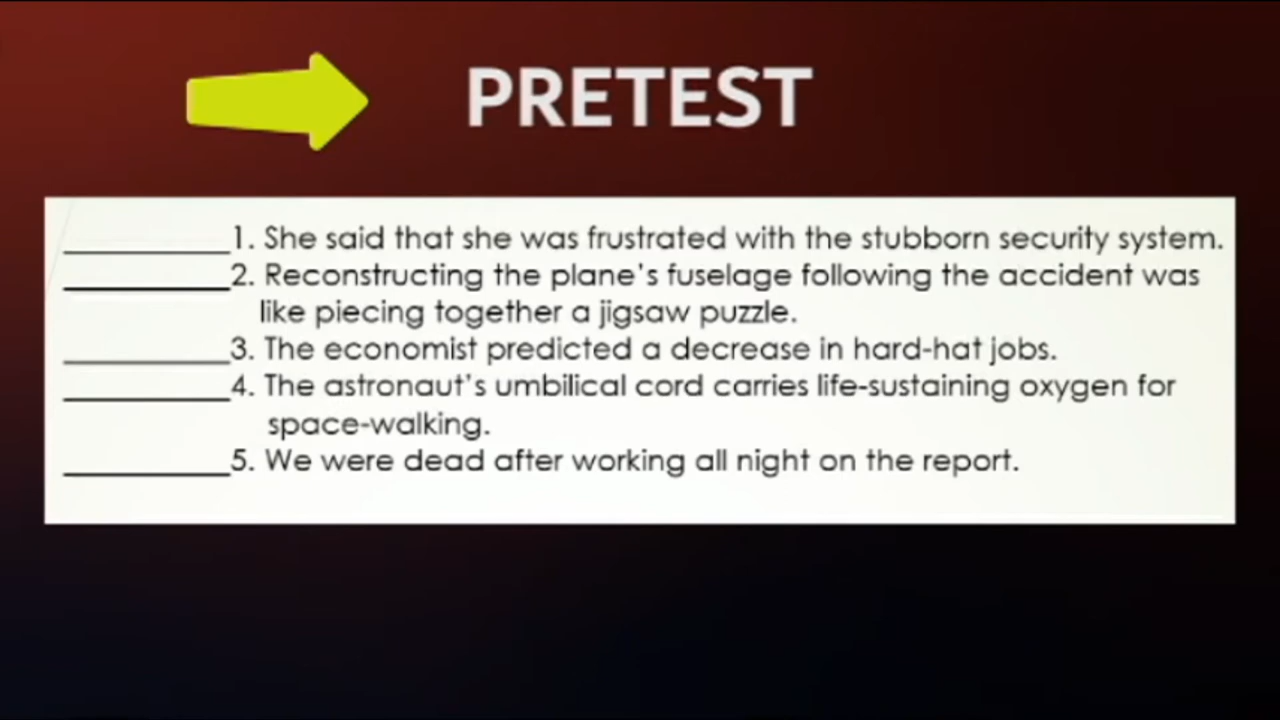 PRETEST
__________1. She said that she was frustrated with the stubborn security system.
__________2. Reconstructing the plane's fuselage following the accident was
like piecing together a jigsaw puzzle.
__________3. The economist predicted a decrease in hard-hat jobs.
__________4. The astronaut's umbilical cord carries life-sustaining oxygen for
space-walking.
__________5. We were dead after working all night on the report.